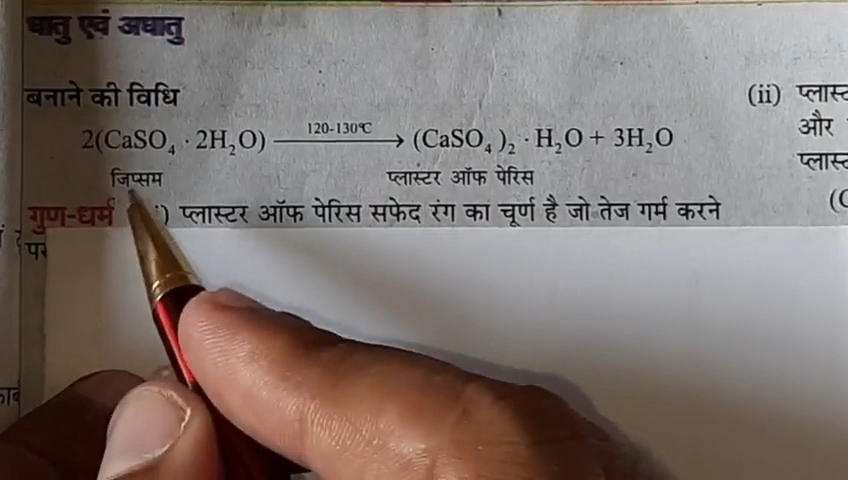 धातु एवं अधातु
बनाने की विधि
2(CaSO₄ · 2H₂O) ⟶ 120-130°C (CaSO₄)₂ · H₂O + 3H₂O
जिप्सम प्लास्टर ऑफ पेरिस
गुण-धर्म ) प्लास्टर ऑफ पेरिस सफेद रंग का चूर्ण है जो तेज गर्म करने
(ii)
और